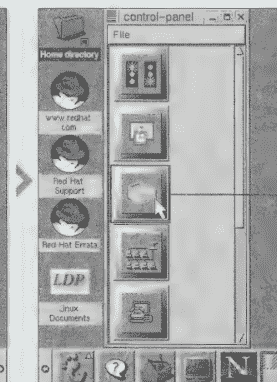 control-panel
File
Home directory
www.redhat
com
Red Hat
Support
Red Hat Errata
LDP
Linux
Documents
N